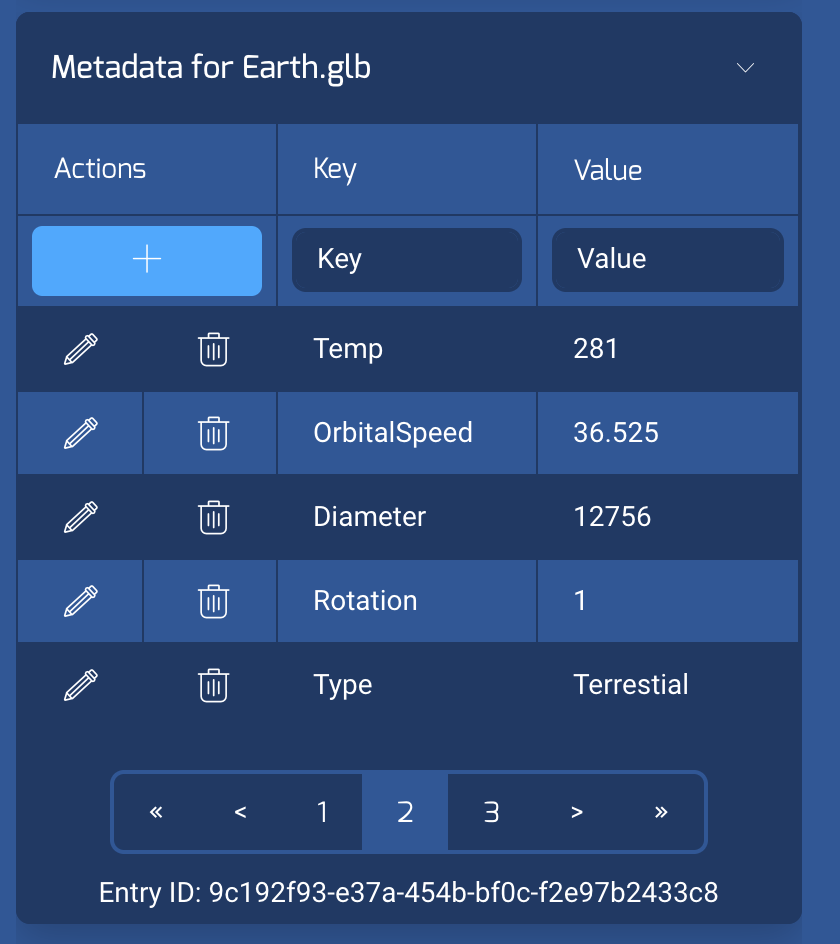 Metadata for Earth.glb
Actions Key Value
Key Value
Temp 281
OrbitalSpeed 36.525
Diameter 12756
Rotation 1
Type Terrestial
« < 1 2 3 > »
Entry ID: 9c192f93-e37a-454b-bf0c-f2e97b2433c8